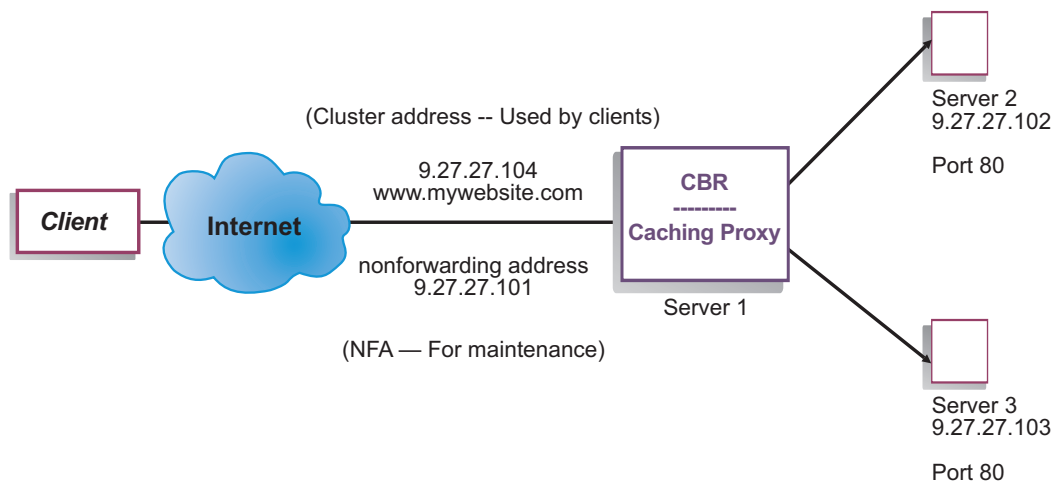 (Cluster address -- Used by clients)
9.27.27.104
www.mywebsite.com
Client
Internet
nonforwarding address
9.27.27.101
(NFA — For maintenance)
CBR
---------
Caching Proxy
Server 1
Server 2
9.27.27.102
Port 80
Server 3
9.27.27.103
Port 80